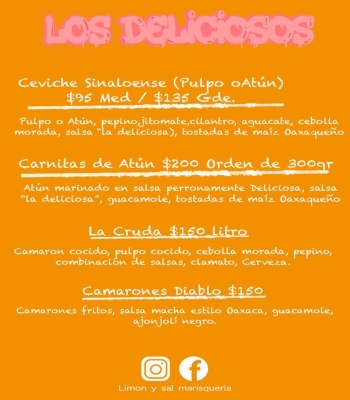 LOS DELICIOSOS
Ceviche Sinaloense (Pulpo oAtún)
$95 Med / $135 Gde.
Pulpo o Atún, pepino,jitomate,cilantro, aguacate, cebolla
morada, salsa "la deliciosa), tostadas de maíz Oaxaqueño
Carnitas de Atún $200 Orden de 300gr
Atún marinado en salsa perronamente Deliciosa, salsa
"la deliciosa", guacamole, tostadas de maíz Oaxaqueño
La Cruda $150 litro
Camaron cocido, pulpo cocido, cebolla morada, pepino,
combinación de salsas, clamato, Cerveza.
Camarones Diablo $150
Camarones fritos, salsa macha estilo Oaxaca, guacamole,
ajonjolí negro.
Limon y sal marisqueria